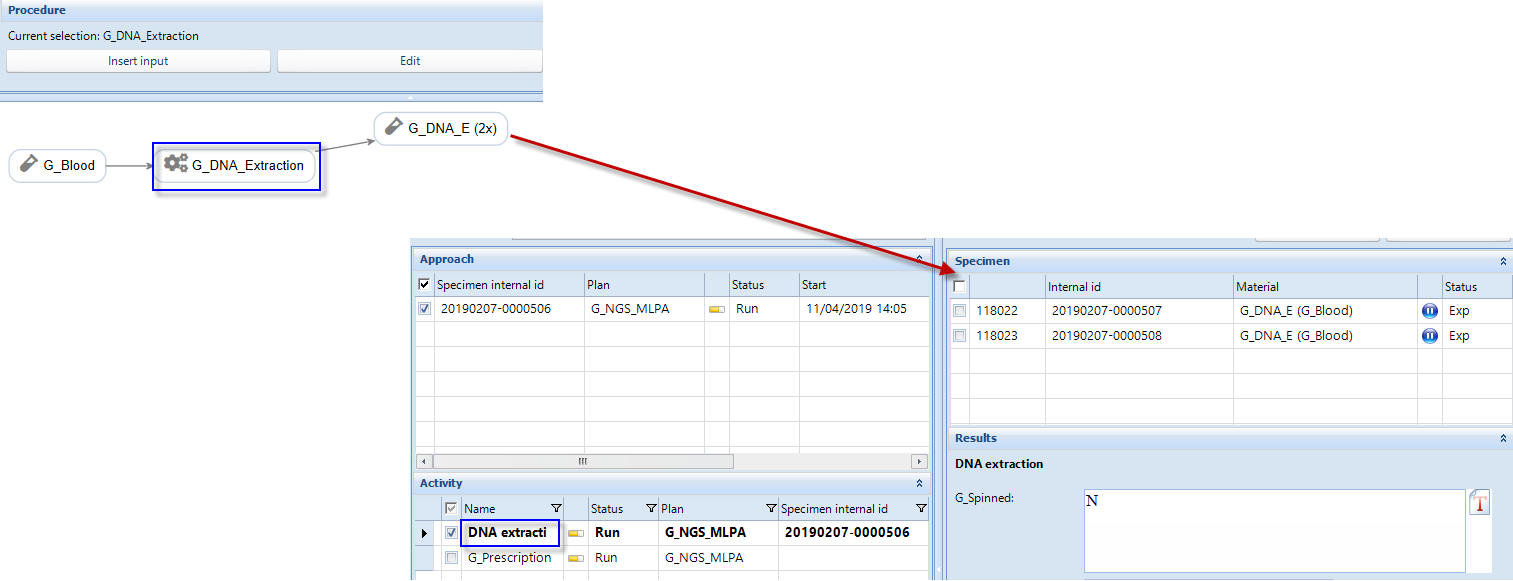 Procedure
Current selection: G_DNA_Extraction
Insert input Edit
G_DNA_E (2x)
G_Blood G_DNA_Extraction
Approach
Specimen internal id Plan Status Start
20190207-0000506 G_NGS_MLPA Run 11/04/2019 14:05
Activity
Name Status Plan Specimen internal id
DNA extracti Run G_NGS_MLPA 20190207-0000506
G_Prescription Run G_NGS_MLPA
Specimen
Internal id Material Status
118022 20190207-0000507 G_DNA_E (G_Blood) Exp
118023 20190207-0000508 G_DNA_E (G_Blood) Exp
Results
DNA extraction
G_Spinned: N